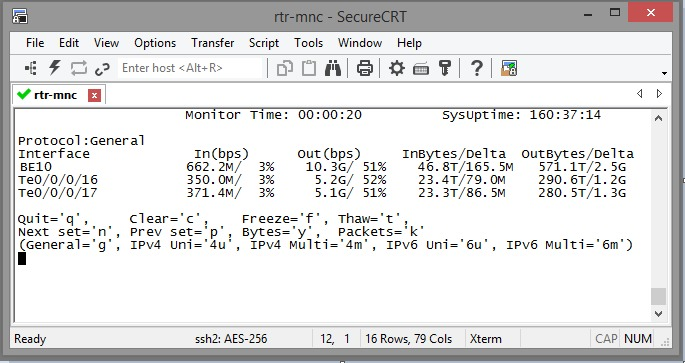 rtr-mnc - SecureCRT
File Edit View Options Transfer Script Tools Window Help
Enter host <Alt+R>
rtr-mnc
Monitor Time: 00:00:20 SysUptime: 160:37:14
Protocol:General
Interface In(bps) Out(bps) InBytes/Delta OutBytes/Delta
BE10 662.2M/ 3% 10.3G/ 51% 46.8T/165.5M 571.1T/2.5G
Te0/0/0/16 350.0M/ 3% 5.2G/ 52% 23.4T/79.0M 290.6T/1.2G
Te0/0/0/17 371.4M/ 3% 5.1G/ 51% 23.3T/86.5M 280.5T/1.3G
Quit='q', Clear='c', Freeze='f', Thaw='t',
Next set='n', Prev set='p', Bytes='y', Packets='k'
(General='g', IPv4 Uni='4u', IPv4 Multi='4m', IPv6 Uni='6u', IPv6 Multi='6m')
Ready ssh2: AES-256 12, 1 16 Rows, 79 Cols Xterm CAP NUM